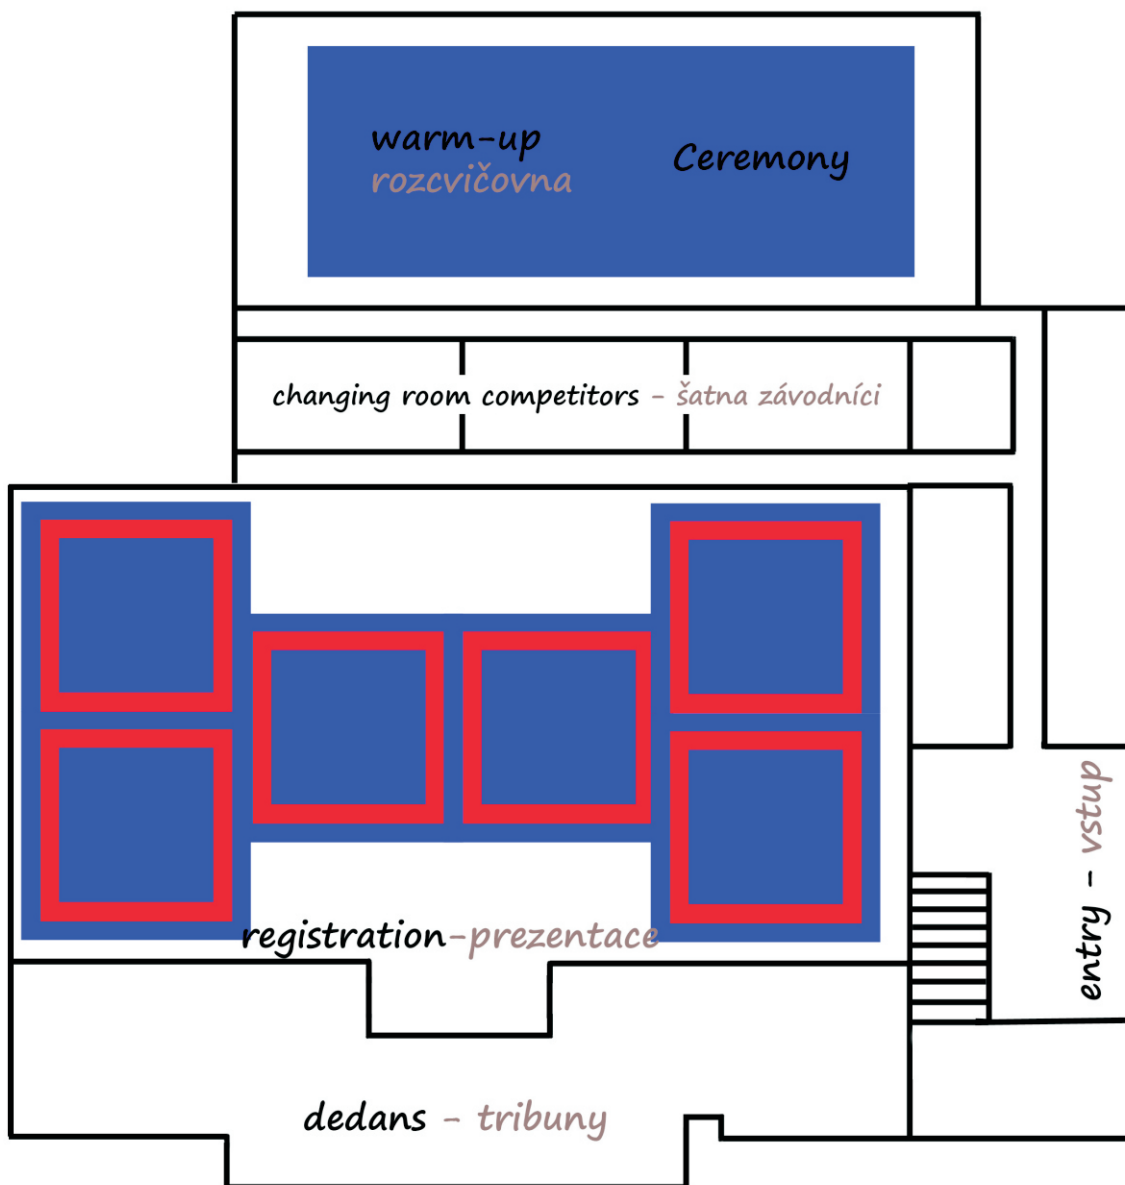 warm-up
rozcvičovna
Ceremony
changing room competitors - šatna závodníci
registration-prezentace
entry - vstup
dedans - tribuny